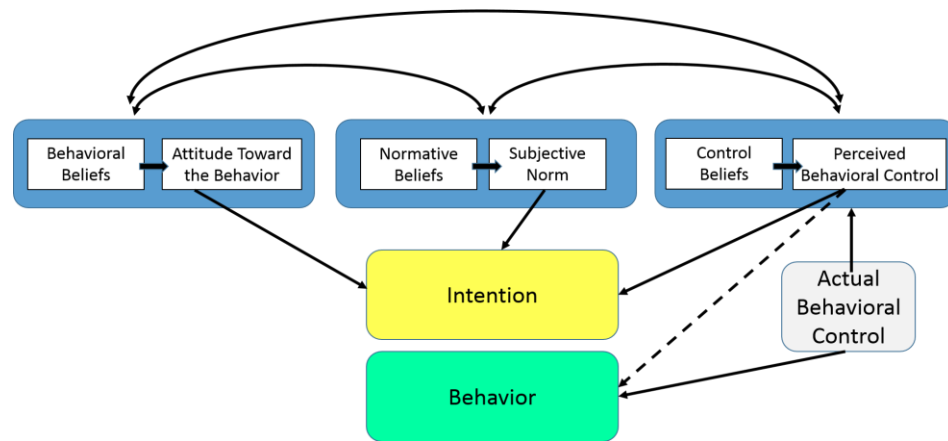 Behavioral
Beliefs
Attitude Toward
the Behavior
Normative
Beliefs
Subjective
Norm
Control
Beliefs
Perceived
Behavioral Control
Intention
Actual
Behavioral
Control
Behavior